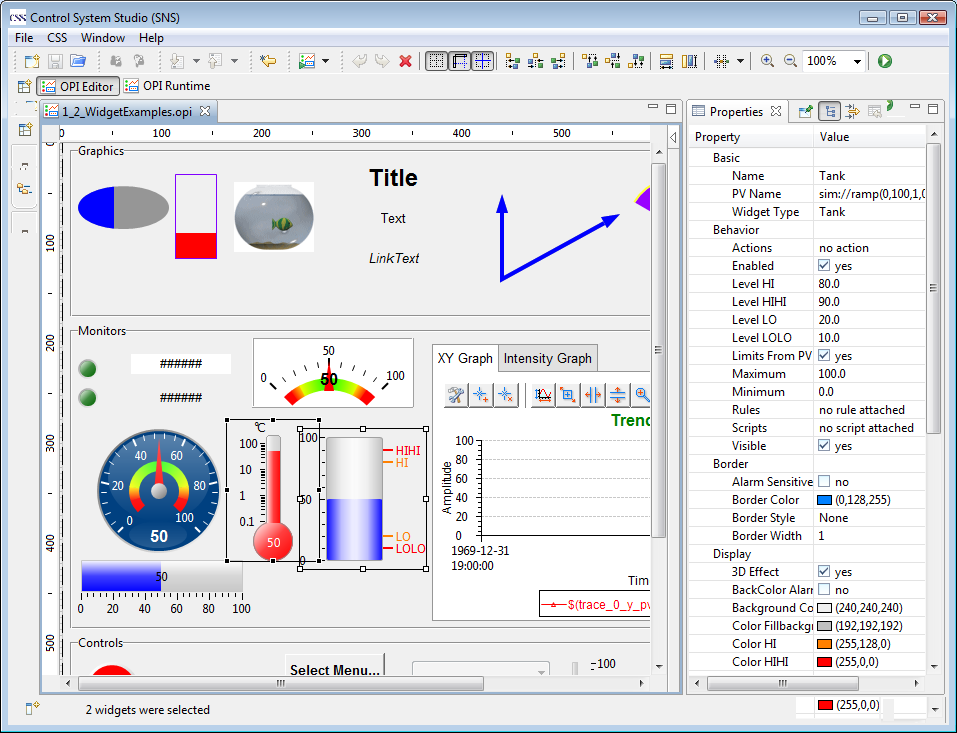 CSS Control System Studio (SNS)
File CSS Window Help
100%
OPI Editor OPI Runtime
1_2_WidgetExamples.opi
0 100 200 300 400 500
0
100
200
300
400
500
Graphics
Title
Text
LinkText
Monitors
######
######
0 50 100
50
0 20 40 60 80 100
50
°C
100
10
1
0.1
50
100
50
0
HIHI
HI
LO
LOLO
50
0 20 40 60 80 100
XY Graph Intensity Graph
Trend
Amplitude
100
80
60
40
20
0
1969-12-31
19:00:00
Tim
$(trace_0_y_pv
Controls
Select Menu...
100
Properties
Property Value
Basic
Name Tank
PV Name sim://ramp(0,100,1,0
Widget Type Tank
Behavior
Actions no action
Enabled yes
Level HI 80.0
Level HIHI 90.0
Level LO 20.0
Level LOLO 10.0
Limits From PV yes
Maximum 100.0
Minimum 0.0
Rules no rule attached
Scripts no script attached
Visible yes
Border
Alarm Sensitive no
Border Color (0,128,255)
Border Style None
Border Width 1
Display
3D Effect yes
BackColor Alarm no
Background Co (240,240,240)
Color Fillbackg (192,192,192)
Color HI (255,128,0)
Color HIHI (255,0,0)
(255,0,0)
2 widgets were selected